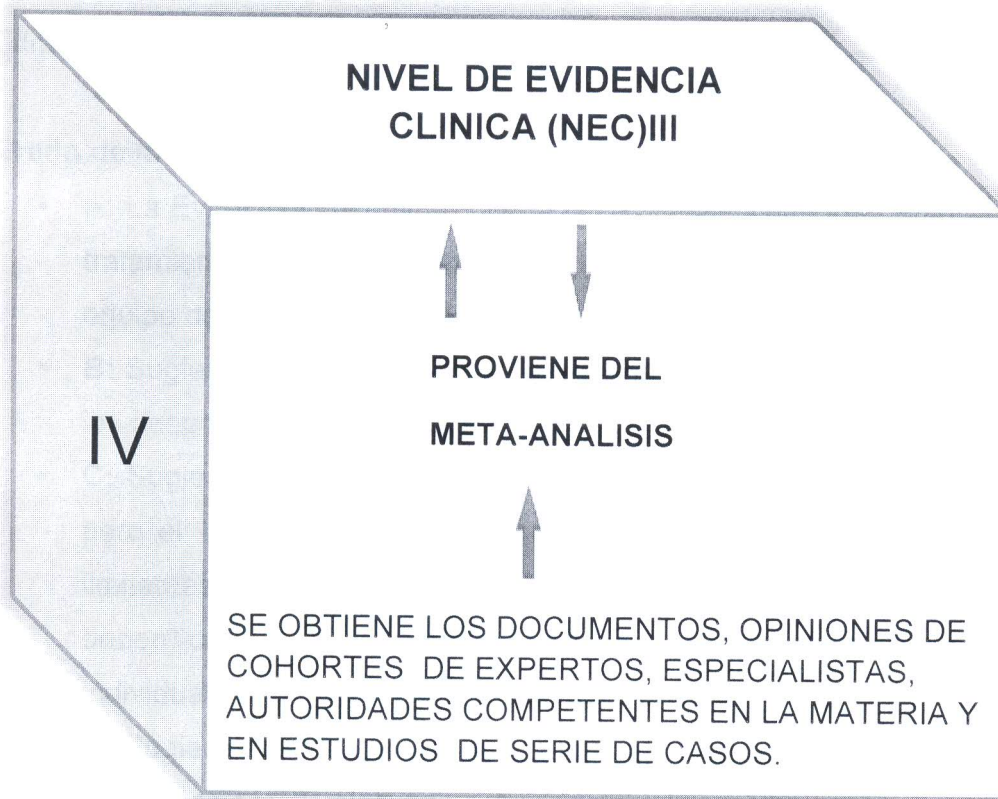 NIVEL DE EVIDENCIA
CLINICA (NEC)III
PROVIENE DEL
META-ANALISIS
IV
SE OBTIENE LOS DOCUMENTOS, OPINIONES DE
COHORTES DE EXPERTOS, ESPECIALISTAS,
AUTORIDADES COMPETENTES EN LA MATERIA Y
EN ESTUDIOS DE SERIE DE CASOS.